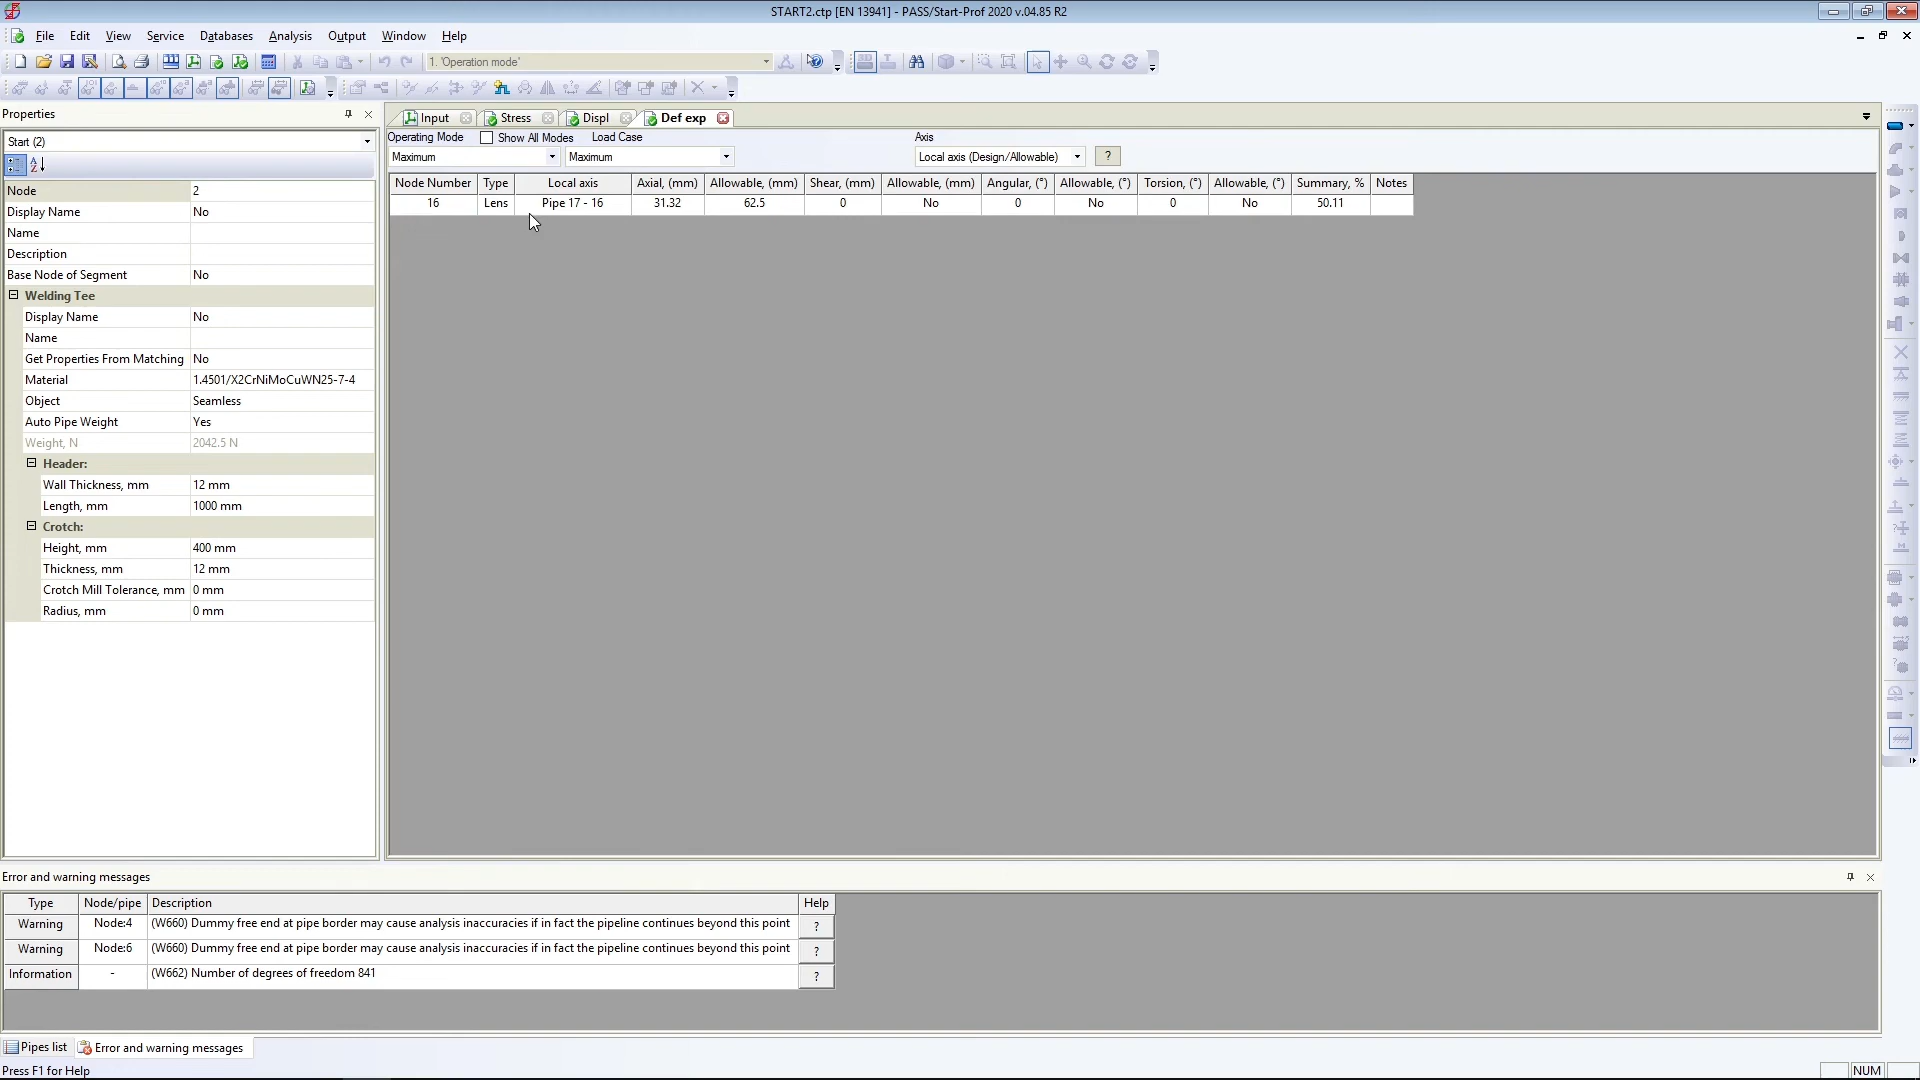 START2.ctp [EN 13941] - PASS/Start-Prof 2020 v.04.85 R2
File Edit View Service Databases Analysis Output Window Help
1. 'Operation mode'
Properties
Start (2)
Node 2
Display Name No
Name
Description
Base Node of Segment No
Welding Tee
Display Name No
Name
Get Properties From Matching No
Material 1.4501/X2CrNiMoCuWN25-7-4
Object Seamless
Auto Pipe Weight Yes
Weight, N 2042.5 N
Header:
Wall Thickness, mm 12 mm
Length, mm 1000 mm
Crotch:
Height, mm 400 mm
Thickness, mm 12 mm
Crotch Mill Tolerance, mm 0 mm
Radius, mm 0 mm
Input Stress Displ Def exp
Operating Mode Show All Modes Load Case Axis
Maximum Maximum Local axis (Design/Allowable) ?
Node Number Type Local axis Axial, (mm) Allowable, (mm) Shear, (mm) Allowable, (mm) Angular, (°) Allowable, (°) Torsion, (°) Allowable, (°) Summary, % Notes
16 Lens Pipe 17 - 16 31.32 62.5 0 No 0 No 0 No 50.11
Error and warning messages
Type Node/pipe Description Help
Warning Node:4 (W660) Dummy free end at pipe border may cause analysis inaccuracies if in fact the pipeline continues beyond this point ?
Warning Node:6 (W660) Dummy free end at pipe border may cause analysis inaccuracies if in fact the pipeline continues beyond this point ?
Information - (W662) Number of degrees of freedom 841 ?
Pipes list Error and warning messages
Press F1 for Help NUM